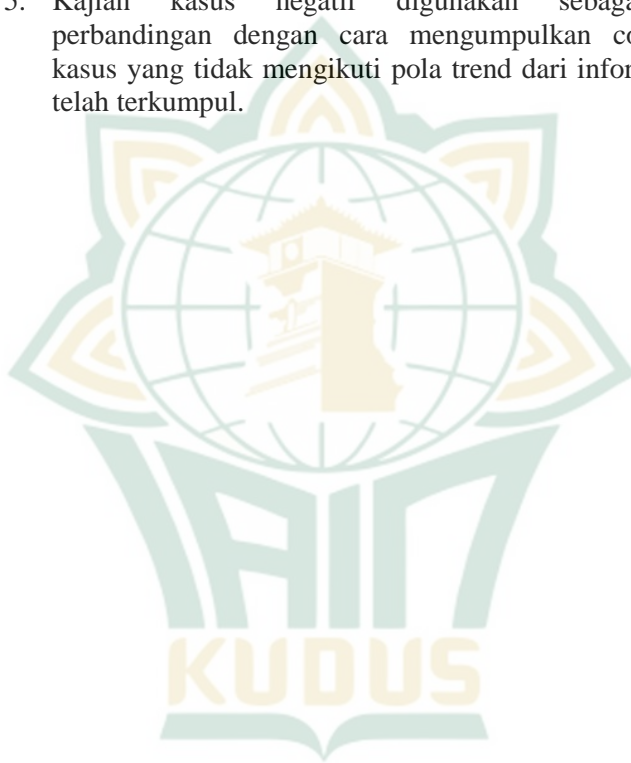 5. Kajian kasus negatif digunakan sebaga
perbandingan dengan cara mengumpulkan co
kasus yang tidak mengikuti pola trend dari infor
telah terkumpul.
IAIN
KUDUS